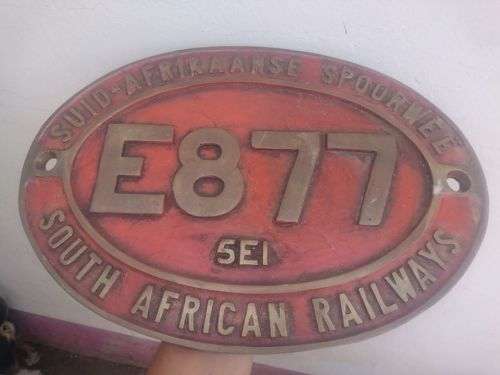 SUID-AFRIKAANSE SPOORWEË
E877
5E1
SOUTH AFRICAN RAILWAYS